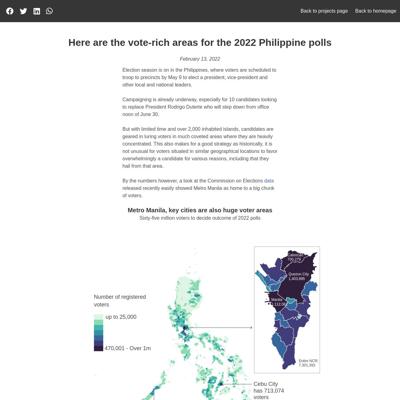 Back to projects page    Back to homepage
Here are the vote-rich areas for the 2022 Philippine polls
February 13, 2022
Election season is on in the Philippines, where voters are scheduled to
troop to precincts by May 9 to elect a president, vice-president and
other local and national leaders.
Campaigning is already underway, especially for 10 candidates looking
to replace President Rodrigo Duterte who will step down from office
noon of June 30.
But with limited time and over 2,000 inhabited islands, candidates are
geared in luring voters in much coveted areas where they are heavily
concentrated. This also makes for a good strategy as historically, it is
not unusual for voters situated in similar geographical locations to favor
overwhelmingly a candidate for various reasons, including that they
hail from that area.
By the numbers however, a look at the Commission on Elections data
released recently easily showed Metro Manila as home to a big chunk
of voters.
Metro Manila, key cities are also huge voter areas
Sixty-five million voters to decide outcome of 2022 polls
Number of registered
voters
up to 25,000
470,001 - Over 1m
Quezon City
Manila
Entire NCR
Cebu City
has 713,074
voters